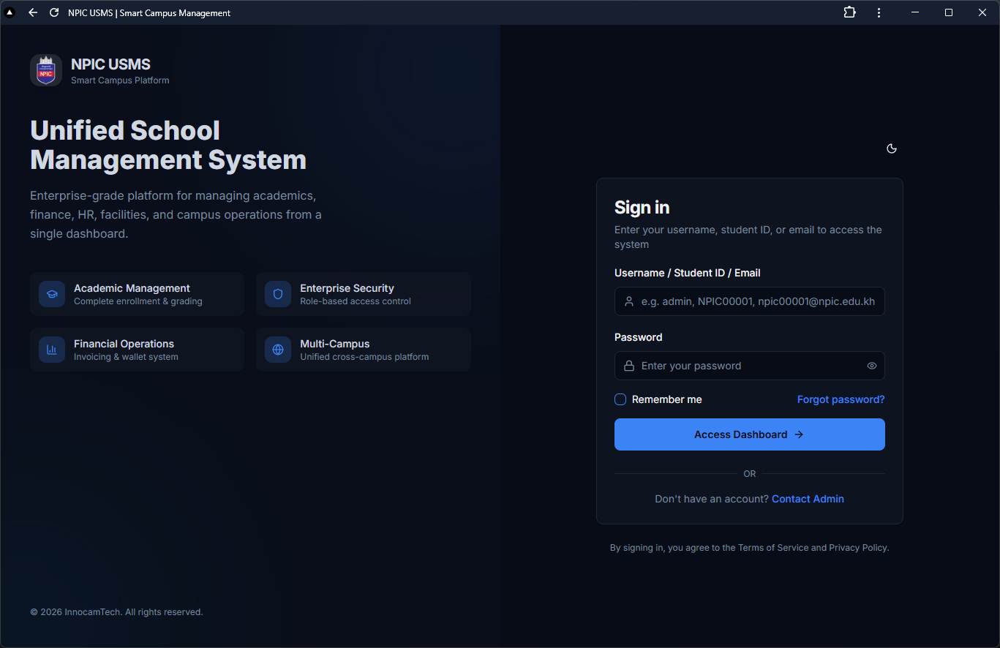 NPIC USMS | Smart Campus Management
NPIC USMS
Smart Campus Platform
NPIC
Unified School
Management System
Enterprise-grade platform for managing academics,
finance, HR, facilities, and campus operations from a
single dashboard.
Academic Management
Complete enrollment & grading
Enterprise Security
Role-based access control
Financial Operations
Invoicing & wallet system
Multi-Campus
Unified cross-campus platform
© 2026 InnocamTech. All rights reserved.
Sign in
Enter your username, student ID, or email to access the
system
Username / Student ID / Email
e.g. admin, NPIC00001, npic00001@npic.edu.kh
Password
Enter your password
Remember me
Forgot password?
Access Dashboard
OR
Don't have an account? Contact Admin
By signing in, you agree to the Terms of Service and Privacy Policy.